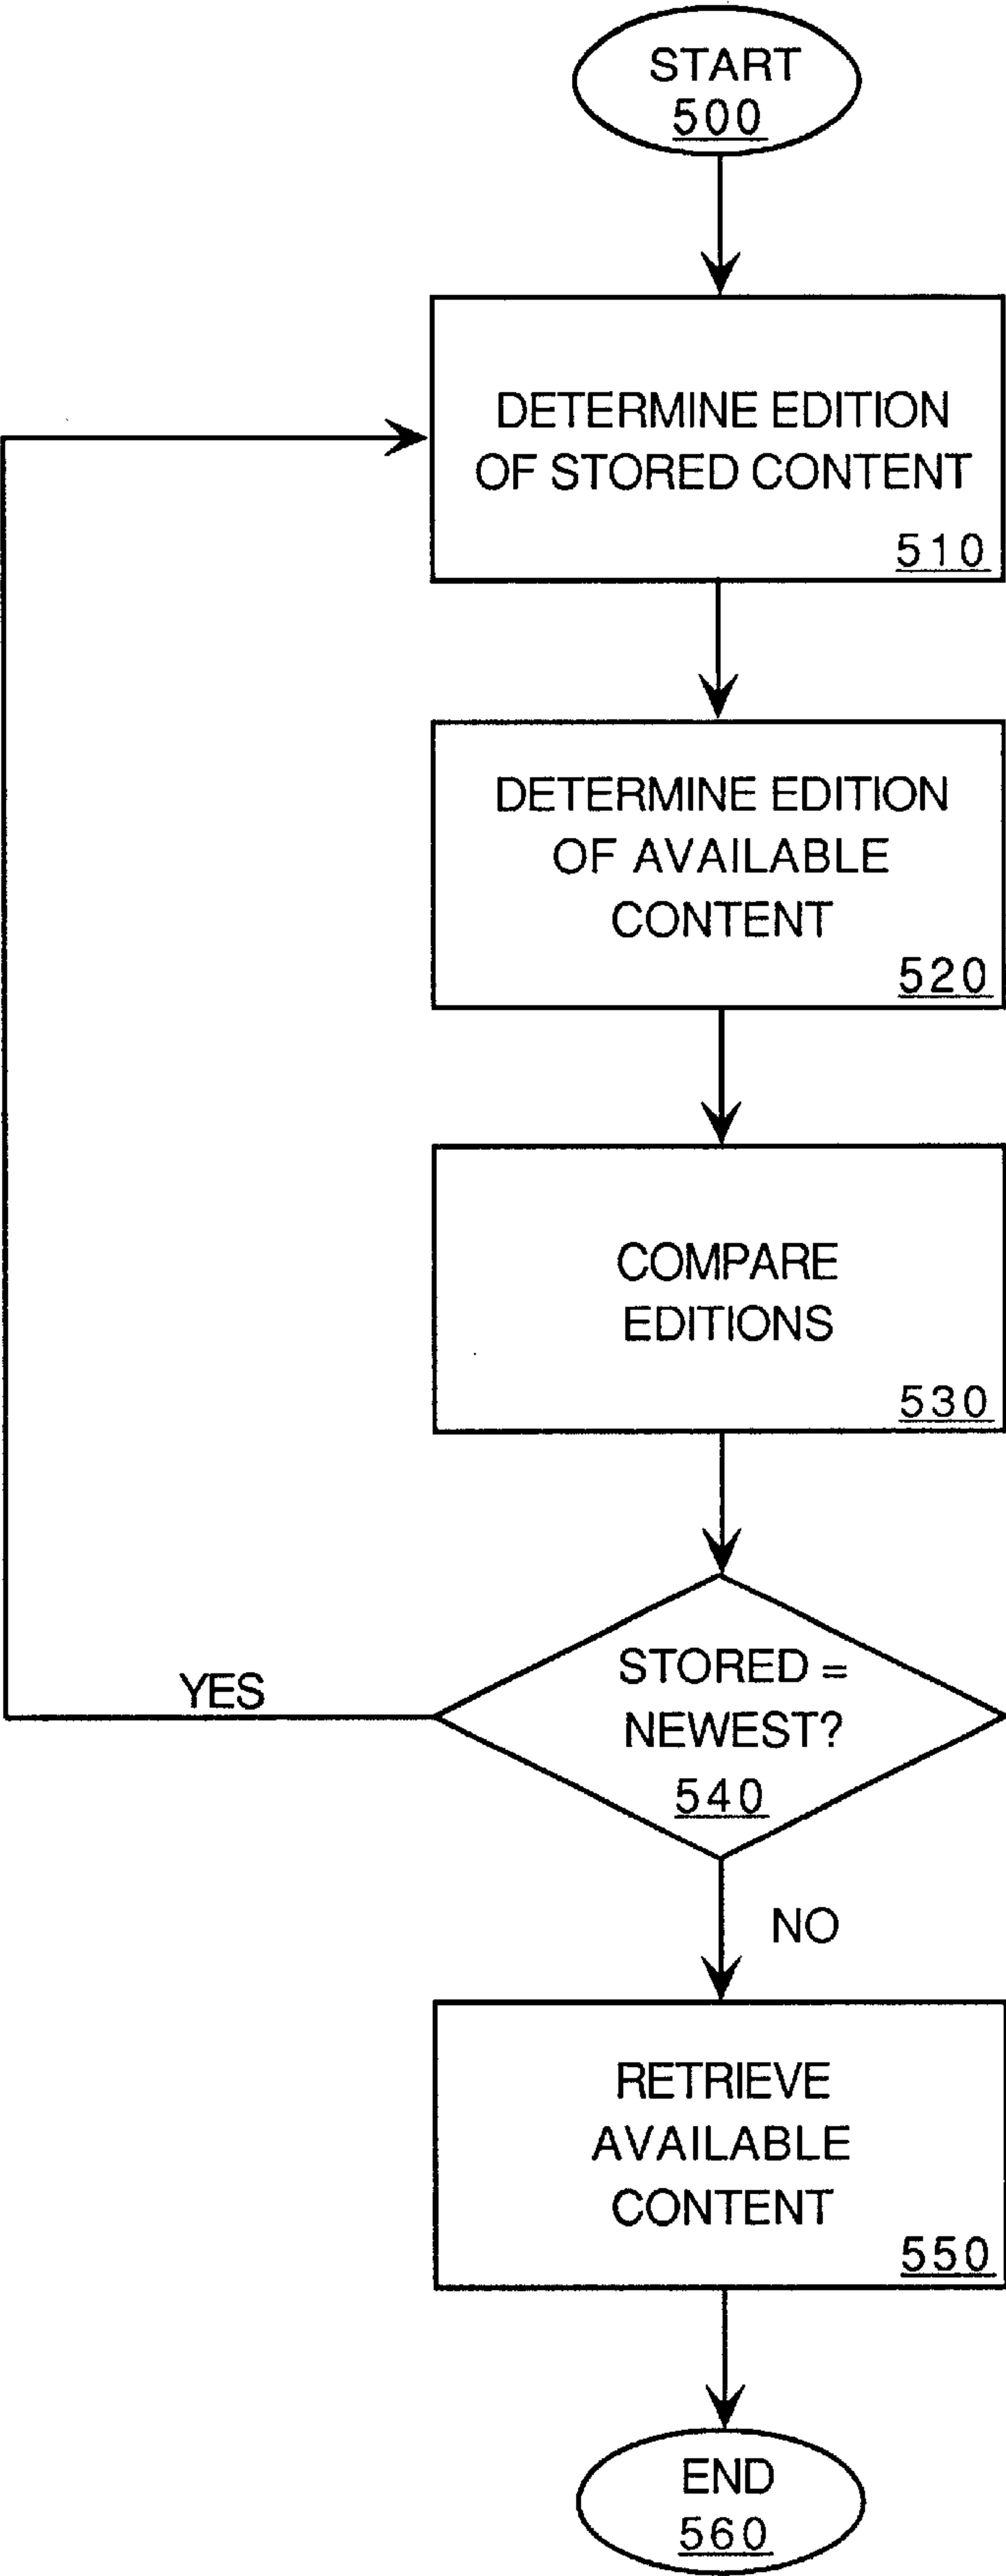 START
500
DETERMINE EDITION
OF STORED CONTENT
510
DETERMINE EDITION
OF AVAILABLE
CONTENT
520
COMPARE
EDITIONS
530
STORED =
NEWEST?
540
YES
NO
RETRIEVE
AVAILABLE
CONTENT
550
END
560